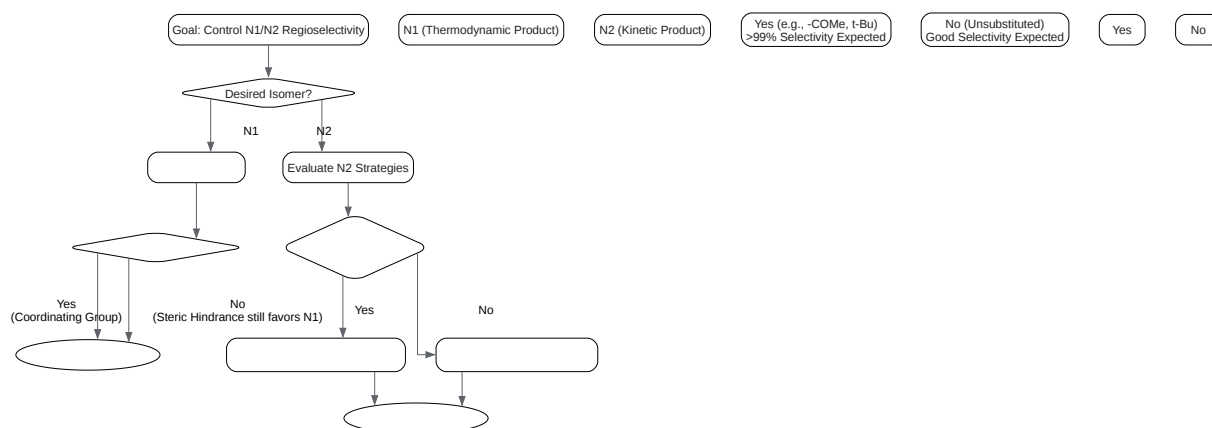 Goal: Control N1/N2 Regioselectivity
N1 (Thermodynamic Product)
N2 (Kinetic Product)
Yes (e.g., -COMe, t-Bu)
>99% Selectivity Expected
No (Unsubstituted)
Good Selectivity Expected
Yes
No
Desired Isomer?
N1
N2
Evaluate N2 Strategies
Yes
(Coordinating Group)
No
(Steric Hindrance still favors N1)
Yes
No